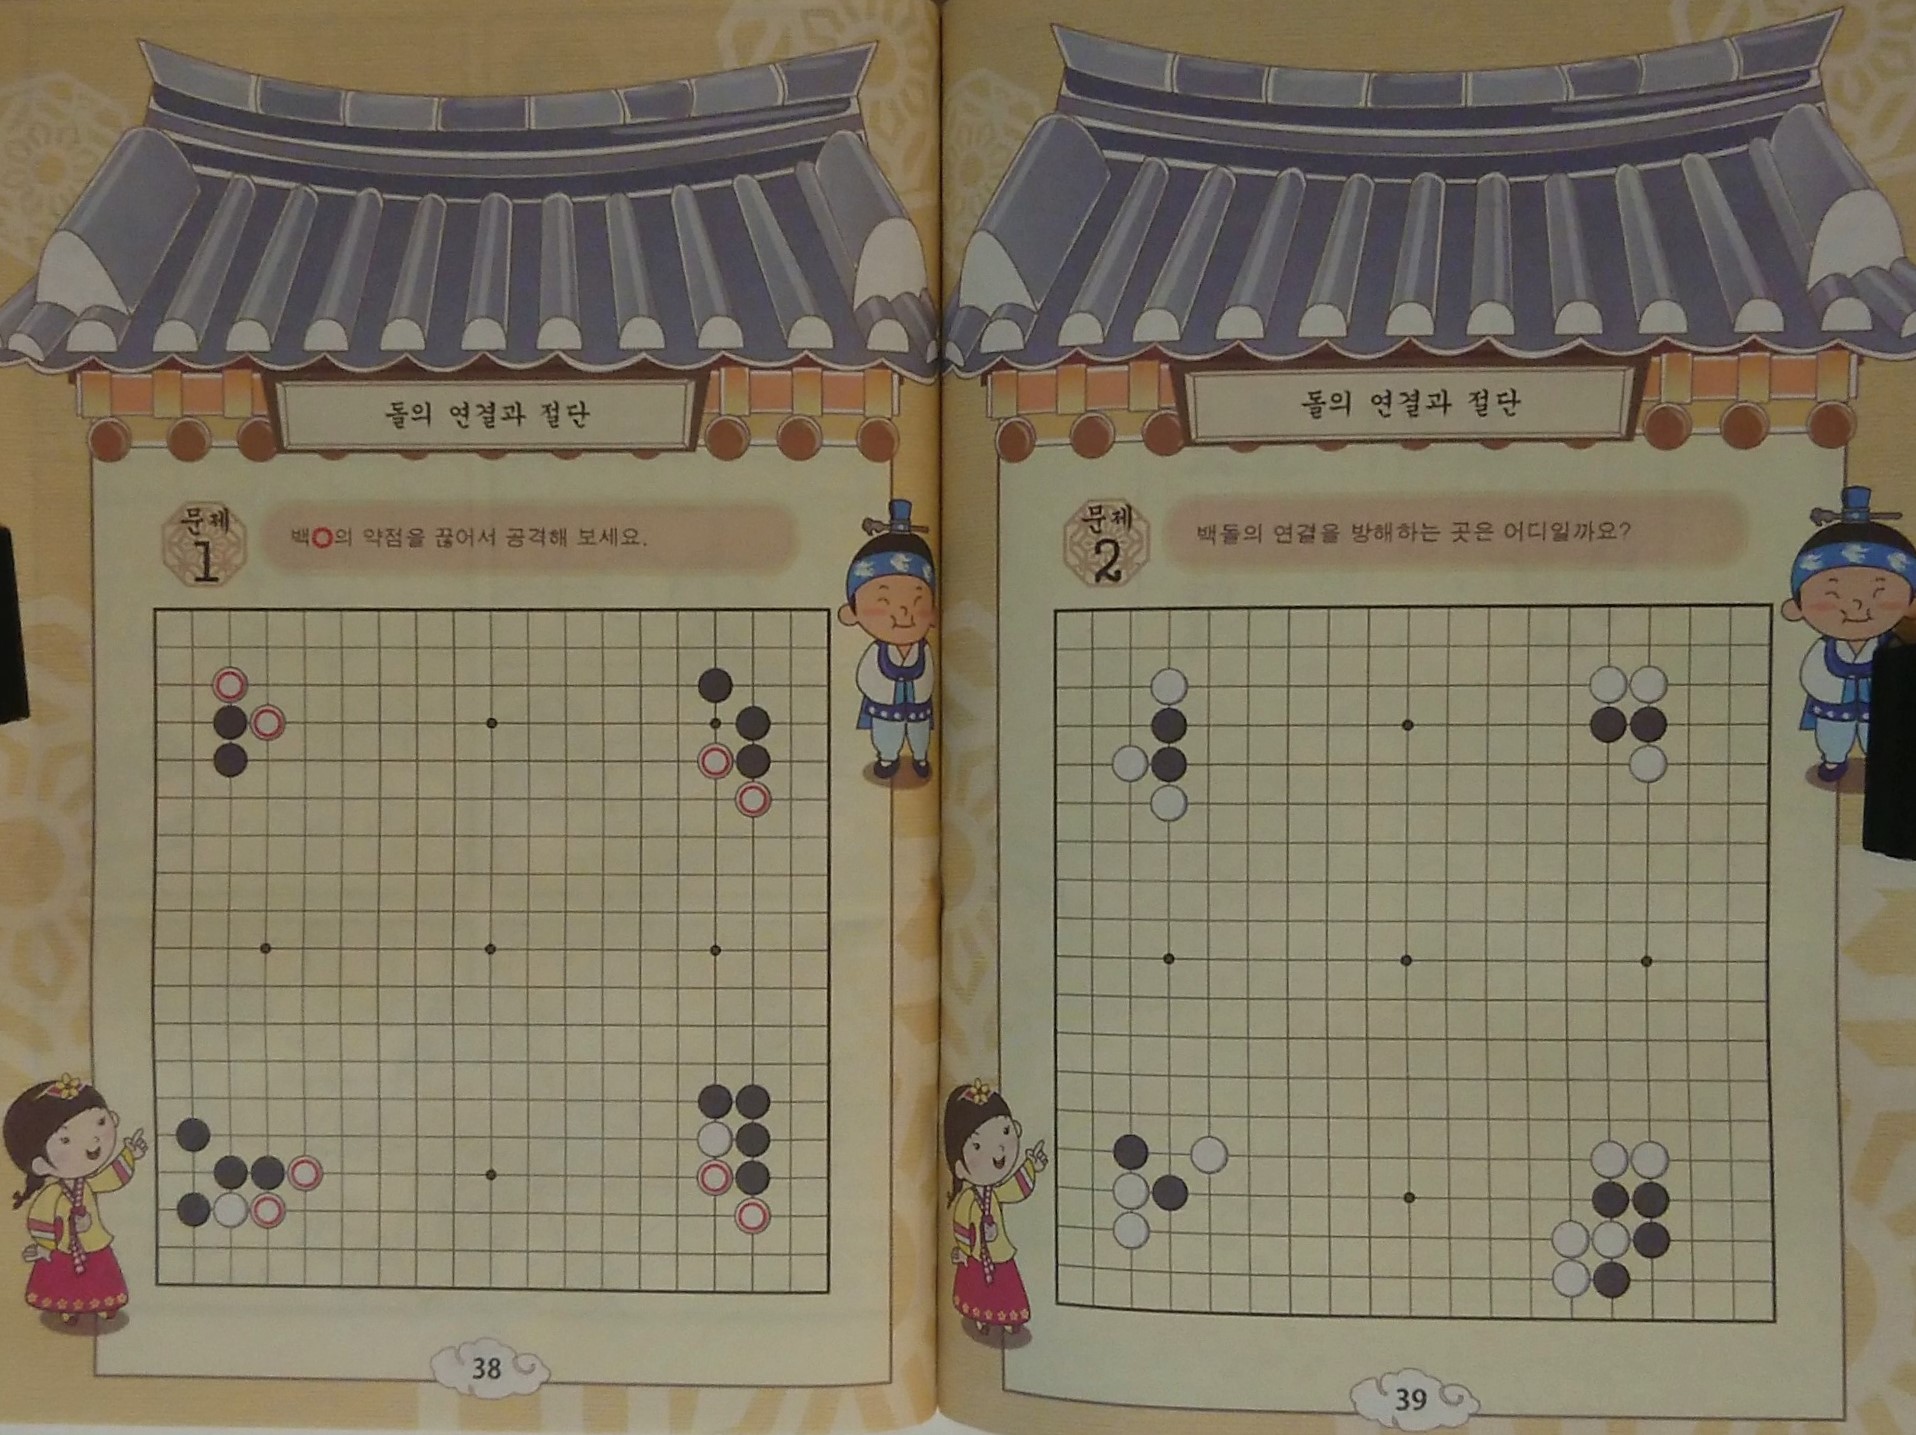 돌의 연결과 절단
문제
1
백○의 약점을 끊어서 공격해 보세요.
38
돌의 연결과 절단
문제
2
백돌의 연결을 방해하는 곳은 어디일까요?
39